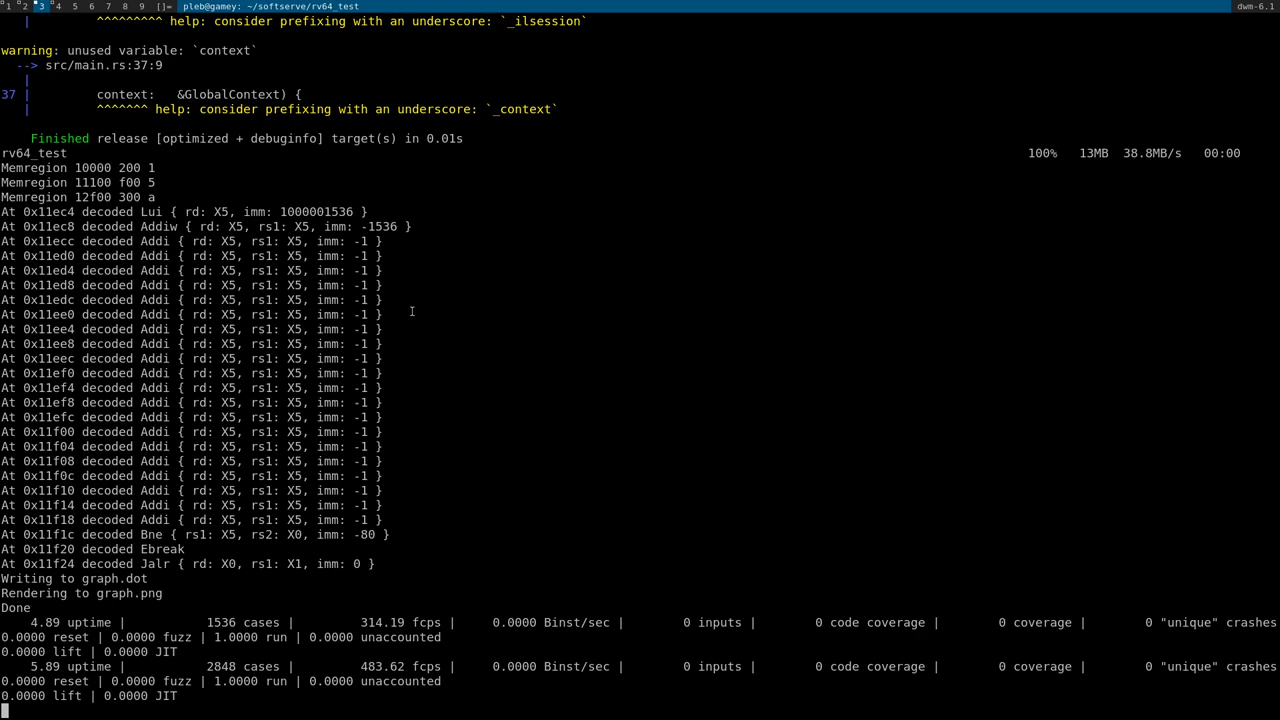 1 2 3 4 5 6 7 8 9 []= pleb@gamey: ~/softserve/rv64_test dwm-6.1
| ^^^^^^^^^ help: consider prefixing with an underscore: `_ilsession`
warning: unused variable: `context`
--> src/main.rs:37:9
|
37 | context: &GlobalContext) {
| ^^^^^^^ help: consider prefixing with an underscore: `_context`
Finished release [optimized + debuginfo] target(s) in 0.01s
rv64_test 100% 13MB 38.8MB/s 00:00
Memregion 10000 200 1
Memregion 11100 f00 5
Memregion 12f00 300 a
At 0x11ec4 decoded Lui { rd: X5, imm: 1000001536 }
At 0x11ec8 decoded Addiw { rd: X5, rs1: X5, imm: -1536 }
At 0x11ecc decoded Addi { rd: X5, rs1: X5, imm: -1 }
At 0x11ed0 decoded Addi { rd: X5, rs1: X5, imm: -1 }
At 0x11ed4 decoded Addi { rd: X5, rs1: X5, imm: -1 }
At 0x11ed8 decoded Addi { rd: X5, rs1: X5, imm: -1 }
At 0x11edc decoded Addi { rd: X5, rs1: X5, imm: -1 }
At 0x11ee0 decoded Addi { rd: X5, rs1: X5, imm: -1 }
At 0x11ee4 decoded Addi { rd: X5, rs1: X5, imm: -1 }
At 0x11ee8 decoded Addi { rd: X5, rs1: X5, imm: -1 }
At 0x11eec decoded Addi { rd: X5, rs1: X5, imm: -1 }
At 0x11ef0 decoded Addi { rd: X5, rs1: X5, imm: -1 }
At 0x11ef4 decoded Addi { rd: X5, rs1: X5, imm: -1 }
At 0x11ef8 decoded Addi { rd: X5, rs1: X5, imm: -1 }
At 0x11efc decoded Addi { rd: X5, rs1: X5, imm: -1 }
At 0x11f00 decoded Addi { rd: X5, rs1: X5, imm: -1 }
At 0x11f04 decoded Addi { rd: X5, rs1: X5, imm: -1 }
At 0x11f08 decoded Addi { rd: X5, rs1: X5, imm: -1 }
At 0x11f0c decoded Addi { rd: X5, rs1: X5, imm: -1 }
At 0x11f10 decoded Addi { rd: X5, rs1: X5, imm: -1 }
At 0x11f14 decoded Addi { rd: X5, rs1: X5, imm: -1 }
At 0x11f18 decoded Addi { rd: X5, rs1: X5, imm: -1 }
At 0x11f1c decoded Bne { rs1: X5, rs2: X0, imm: -80 }
At 0x11f20 decoded Ebreak
At 0x11f24 decoded Jalr { rd: X0, rs1: X1, imm: 0 }
Writing to graph.dot
Rendering to graph.png
Done
4.89 uptime | 1536 cases | 314.19 fcps | 0.0000 Binst/sec | 0 inputs | 0 code coverage | 0 coverage | 0 "unique" crashes
0.0000 reset | 0.0000 fuzz | 1.0000 run | 0.0000 unaccounted
0.0000 lift | 0.0000 JIT
5.89 uptime | 2848 cases | 483.62 fcps | 0.0000 Binst/sec | 0 inputs | 0 code coverage | 0 coverage | 0 "unique" crashes
0.0000 reset | 0.0000 fuzz | 1.0000 run | 0.0000 unaccounted
0.0000 lift | 0.0000 JIT